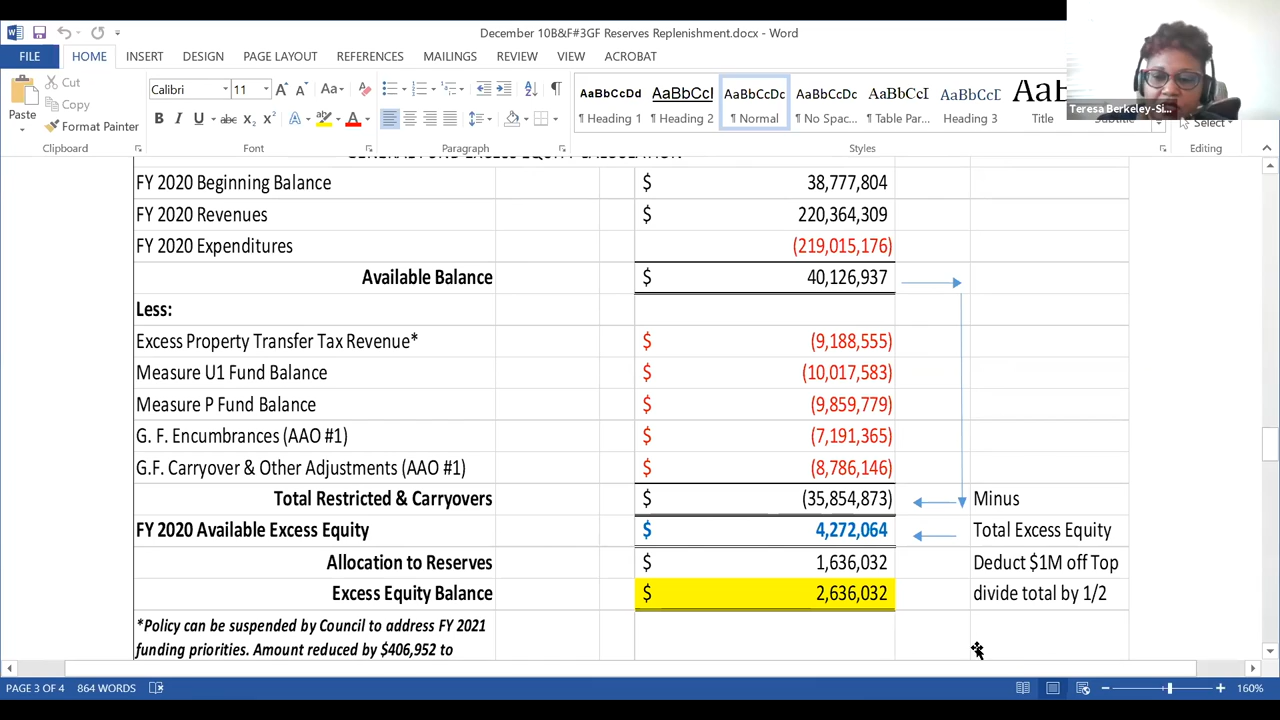 December 10B&F#3GF Reserves Replenishment.docx - Word
FILE HOME INSERT DESIGN PAGE LAYOUT REFERENCES MAILINGS REVIEW VIEW ACROBAT
Teresa Berkeley-Si...
Paste
Cut
Copy
Format Painter
Clipboard
Calibri 11
Font
Paragraph
AaBbCcDd AaBbCcI AaBbCcDc AaBbCcDc AaBbCcI AaBbCcI
¶ Heading 1 ¶ Heading 2 ¶ Normal ¶ Table Par... Heading 3 Title
Styles
Select
Editing
GENERAL FUND EXCESS EQUITY CALCULATION
FY 2020 Beginning Balance $ 38,777,804
FY 2020 Revenues $ 220,364,309
FY 2020 Expenditures (219,015,176)
Available Balance $ 40,126,937
Less:
Excess Property Transfer Tax Revenue* $ (9,188,555)
Measure U1 Fund Balance $ (10,017,583)
Measure P Fund Balance $ (9,859,779)
G. F. Encumbrances (AAO #1) $ (7,191,365)
G.F. Carryover & Other Adjustments (AAO #1) $ (8,786,146)
Total Restricted & Carryovers $ (35,854,873) Minus
FY 2020 Available Excess Equity $ 4,272,064 Total Excess Equity
Allocation to Reserves $ 1,636,032 Deduct $1M off Top
Excess Equity Balance $ 2,636,032 divide total by 1/2
*Policy can be suspended by Council to address FY 2021
funding priorities. Amount reduced by $406,952 to
PAGE 3 OF 4 864 WORDS 160%